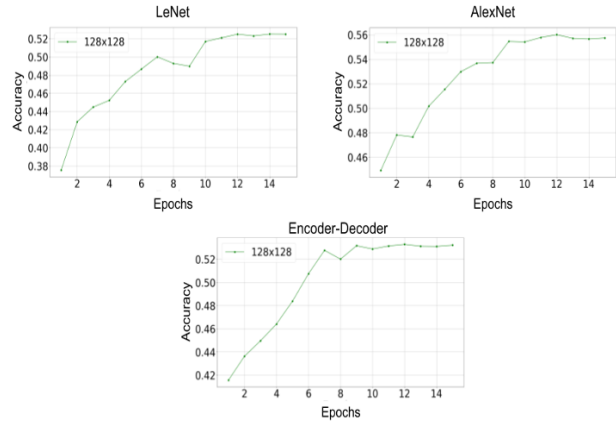 LeNet
0.52
0.50
0.48
0.46
0.44
0.42
0.40
0.38
128x128
Accuracy
2 4 6 8 10 12 14
Epochs
AlexNet
0.56
0.54
0.52
0.50
0.48
0.46
128x128
Accuracy
2 4 6 8 10 12 14
Epochs
Encoder-Decoder
0.52
0.50
0.48
0.46
0.44
0.42
128x128
Accuracy
2 4 6 8 10 12 14
Epochs